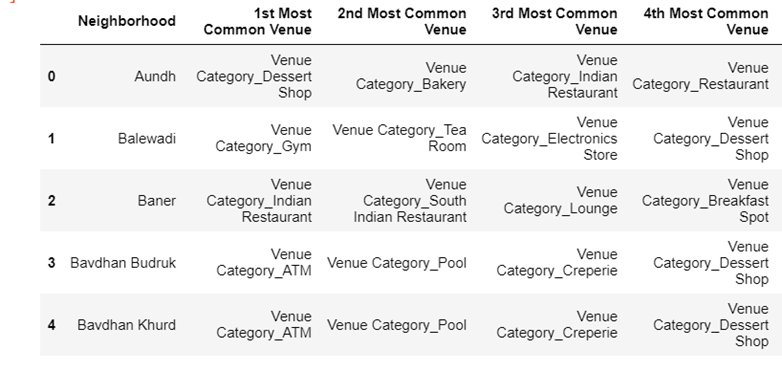 Neighborhood 1st Most Common Venue 2nd Most Common Venue 3rd Most Common Venue 4th Most Common Venue
0 Aundh Venue Category_Dessert Shop Venue Category_Bakery Venue Category_Indian Restaurant Venue Category_Restaurant
1 Balewadi Venue Category_Gym Venue Category_Tea Room Venue Category_Electronics Store Venue Category_Dessert Shop
2 Baner Venue Category_Indian Restaurant Venue Category_South Indian Restaurant Venue Category_Lounge Venue Category_Breakfast Spot
3 Bavdhan Budruk Venue Category_ATM Venue Category_Pool Venue Category_Creperie Venue Category_Dessert Shop
4 Bavdhan Khurd Venue Category_ATM Venue Category_Pool Venue Category_Creperie Venue Category_Dessert Shop